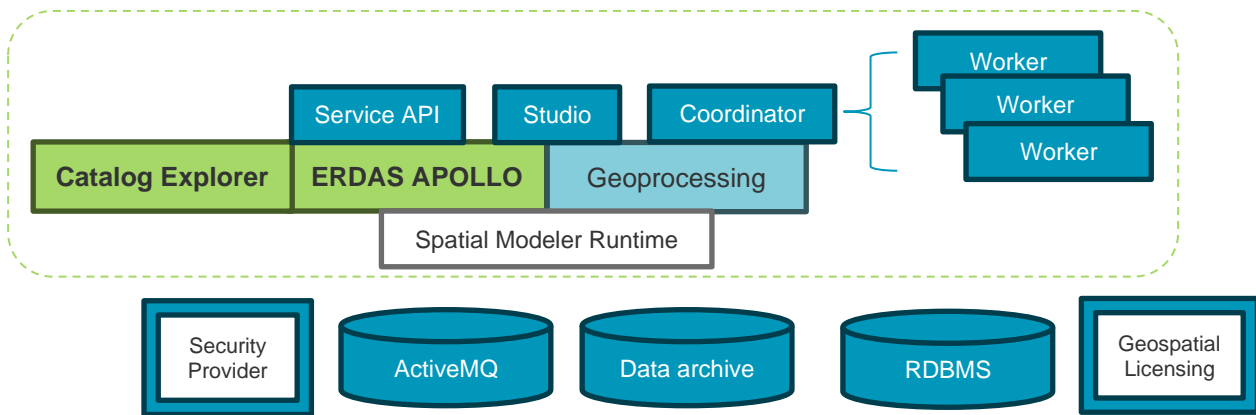 Worker
Worker
Worker
Service API
Studio
Coordinator
Catalog Explorer
ERDAS APOLLO
Geoprocessing
Spatial Modeler Runtime
Security
Provider
ActiveMQ
Data archive
RDBMS
Geospatial
Licensing